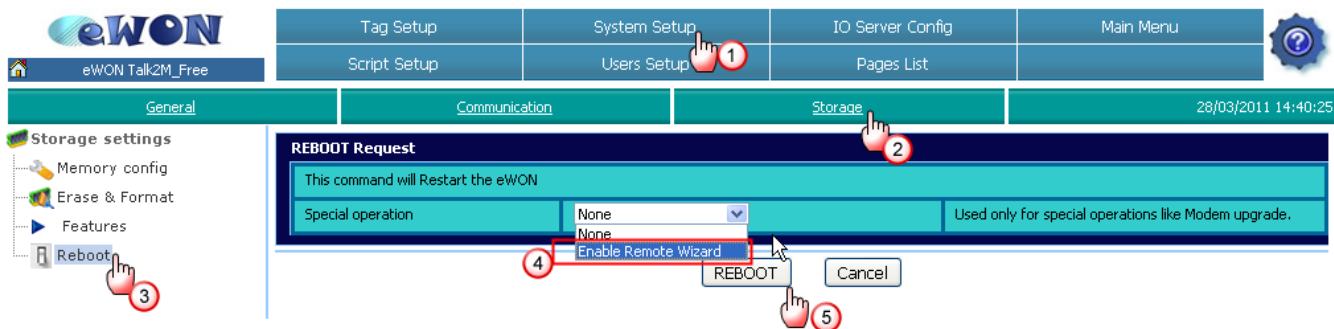 eWON
Tag Setup
System Setup
IO Server Config
Main Menu
1
eWON Talk2M_Free
Script Setup
Users Setup
Pages List
General
Communication
Storage
28/03/2011 14:40:25
2
Storage settings
Memory config
Erase & Format
Features
Reboot
3
REBOOT Request
This command will Restart the eWON
Special operation
None
Used only for special operations like Modem upgrade.
None
Enable Remote Wizard
4
REBOOT
Cancel
5